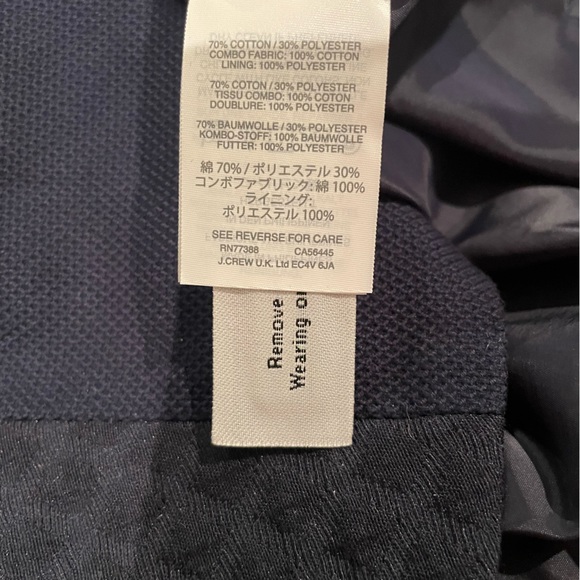 70% COTTON / 30% POLYESTER
COMBO FABRIC: 100% COTTON
LINING: 100% POLYESTER
70% COTON / 30% POLYESTER
TISSU COMBO: 100% COTON
DOUBLURE: 100% POLYESTER
70% BAUMWOLLE / 30% POLYESTER
KOMBO-STOFF: 100% BAUMWOLLE
FUTTER: 100% POLYESTER
綿 70% / ポリエステル 30%
コンボファブリック: 綿 100%
ライニング:
ポリエステル 100%
SEE REVERSE FOR CARE
RN77388 CA56445
J.CREW U.K. Ltd EC4V 6JA
Remove
Wearing or